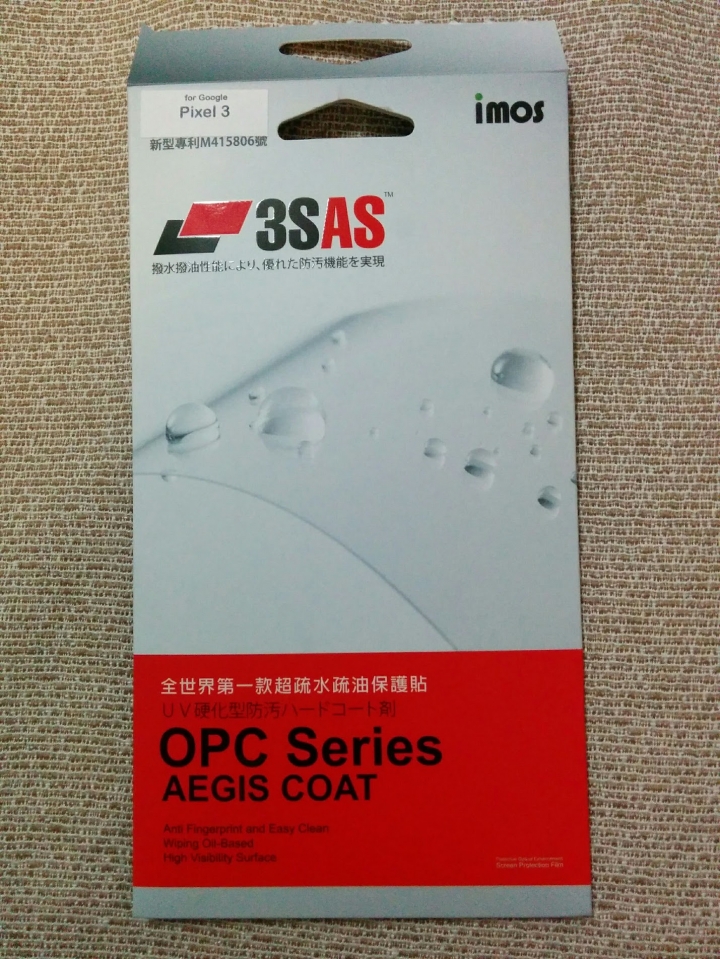 for Google
Pixel 3
imos
新型專利M415806號
3SAS™
撥水撥油性能により、優れた防汚機能を実現
全世界第一款超疏水疏油保護貼
UV硬化型防汚ハードコート剤
OPC Series
AEGIS COAT
Anti Fingerprint and Easy Clean
Wiping Oil-Based
High Visibility Surface
Screen Protection Film